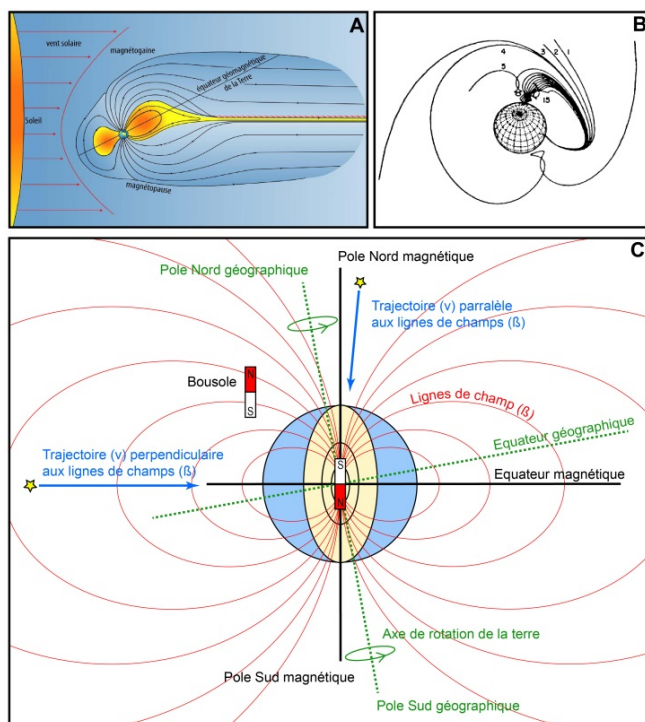 A
vent solaire
magnétogaine
équateur géomagnétique
de la Terre
Soleil
magnétopause
B
4
3
2
1
5
15
C
Pole Nord magnétique
Pole Nord géographique
Trajectoire (v) parralèle
aux lignes de champs (ß)
Bousole
N
S
Lignes de champ (ß)
Equateur géographique
Trajectoire (v) perpendiculaire
aux lignes de champs (ß)
S
Equateur magnétique
N
Axe de rotation de la terre
Pole Sud magnétique
Pole Sud géographique